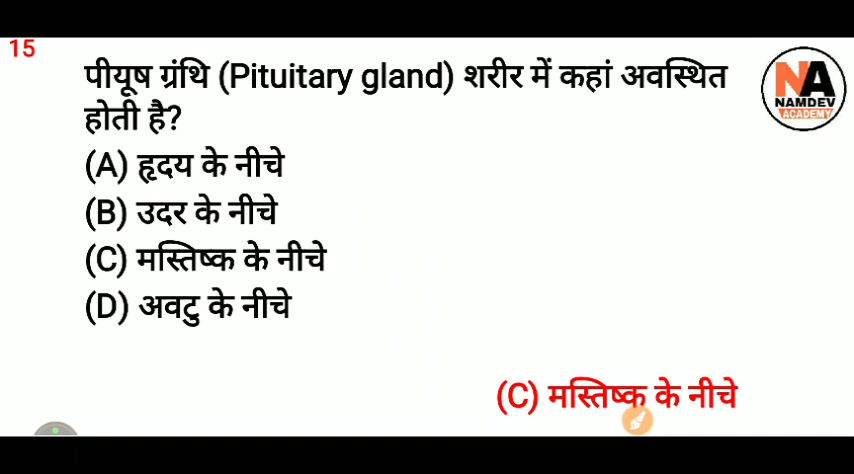 15
पीयूष ग्रंथि (Pituitary gland) शरीर में कहां अवस्थित
होती है?
(A) हृदय के नीचे
(B) उदर के नीचे
(C) मस्तिष्क के नीचे
(D) अवटु के नीचे
(C) मस्तिष्क के नीचे
NA
NAMDEV
ACADEMY